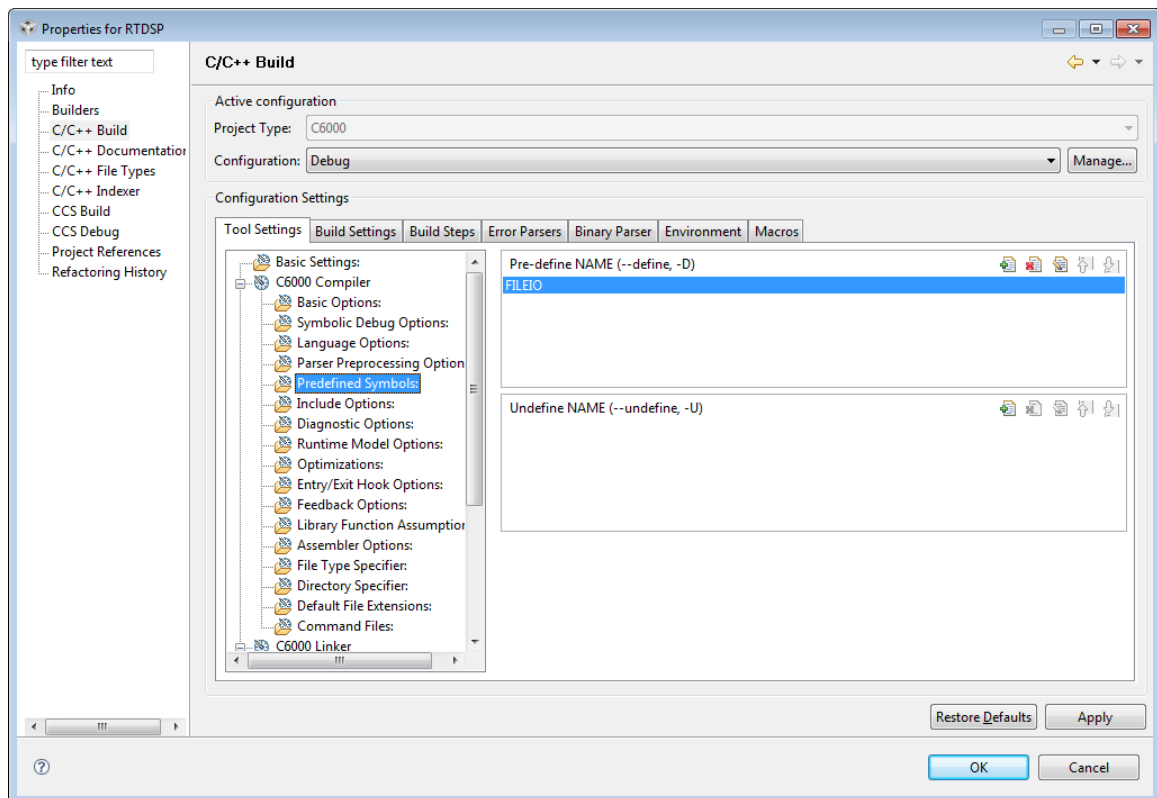 Properties for RTDSP
type filter text
Info
Builders
C/C++ Build
C/C++ Documentation
C/C++ File Types
C/C++ Indexer
CCS Build
CCS Debug
Project References
Refactoring History
C/C++ Build
Active configuration
Project Type: C6000
Configuration: Debug Manage...
Configuration Settings
Tool Settings Build Settings Build Steps Error Parsers Binary Parser Environment Macros
Basic Settings:
C6000 Compiler
Basic Options:
Symbolic Debug Options:
Language Options:
Parser Preprocessing Option
Predefined Symbols:
Include Options:
Diagnostic Options:
Runtime Model Options:
Optimizations:
Entry/Exit Hook Options:
Feedback Options:
Library Function Assumption
Assembler Options:
File Type Specifier:
Directory Specifier:
Default File Extensions:
Command Files:
C6000 Linker
Pre-define NAME (--define, -D)
FILEIO
Undefine NAME (--undefine, -U)
Restore Defaults Apply
OK Cancel